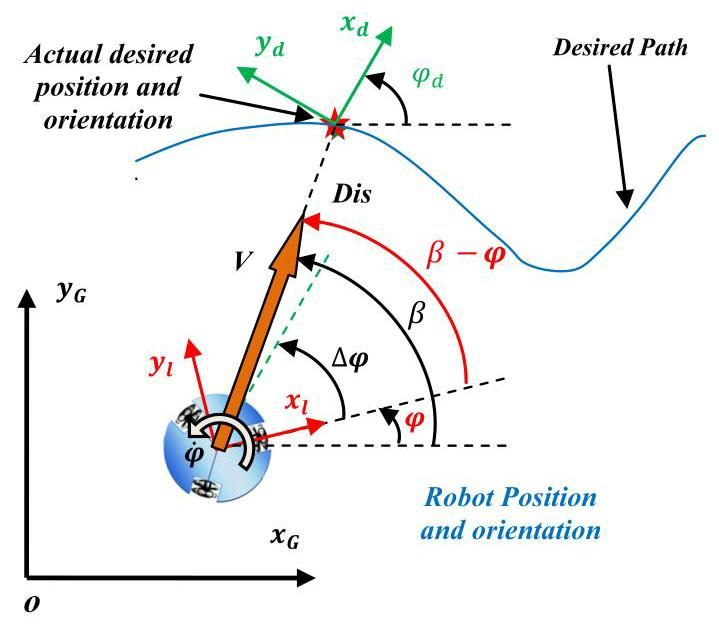 x_d
y_d
Actual desired
position and
orientation
φ_d
Desired Path
Dis
V
β − φ
β
y_G
Δφ
y_l
x_l
φ
φ̇
Robot Position
and orientation
x_G
o